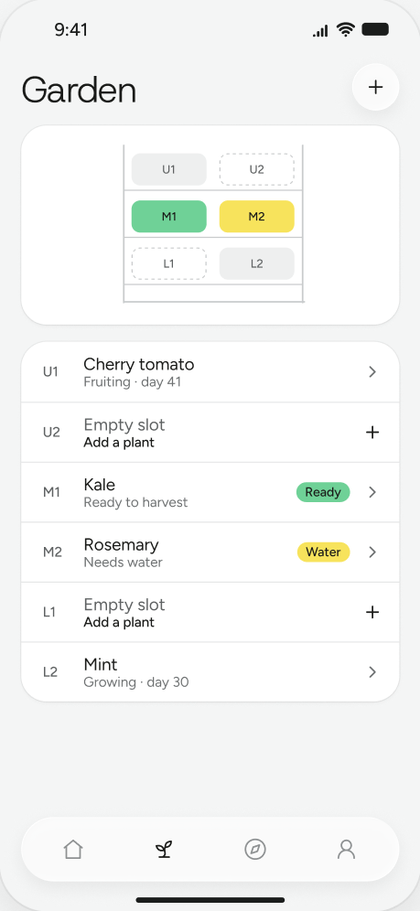 9:41
Garden
U1
U2
M1
M2
L1
L2
U1
Cherry tomato
Fruiting · day 41
U2
Empty slot
Add a plant
M1
Kale
Ready to harvest
Ready
M2
Rosemary
Needs water
Water
L1
Empty slot
Add a plant
L2
Mint
Growing · day 30